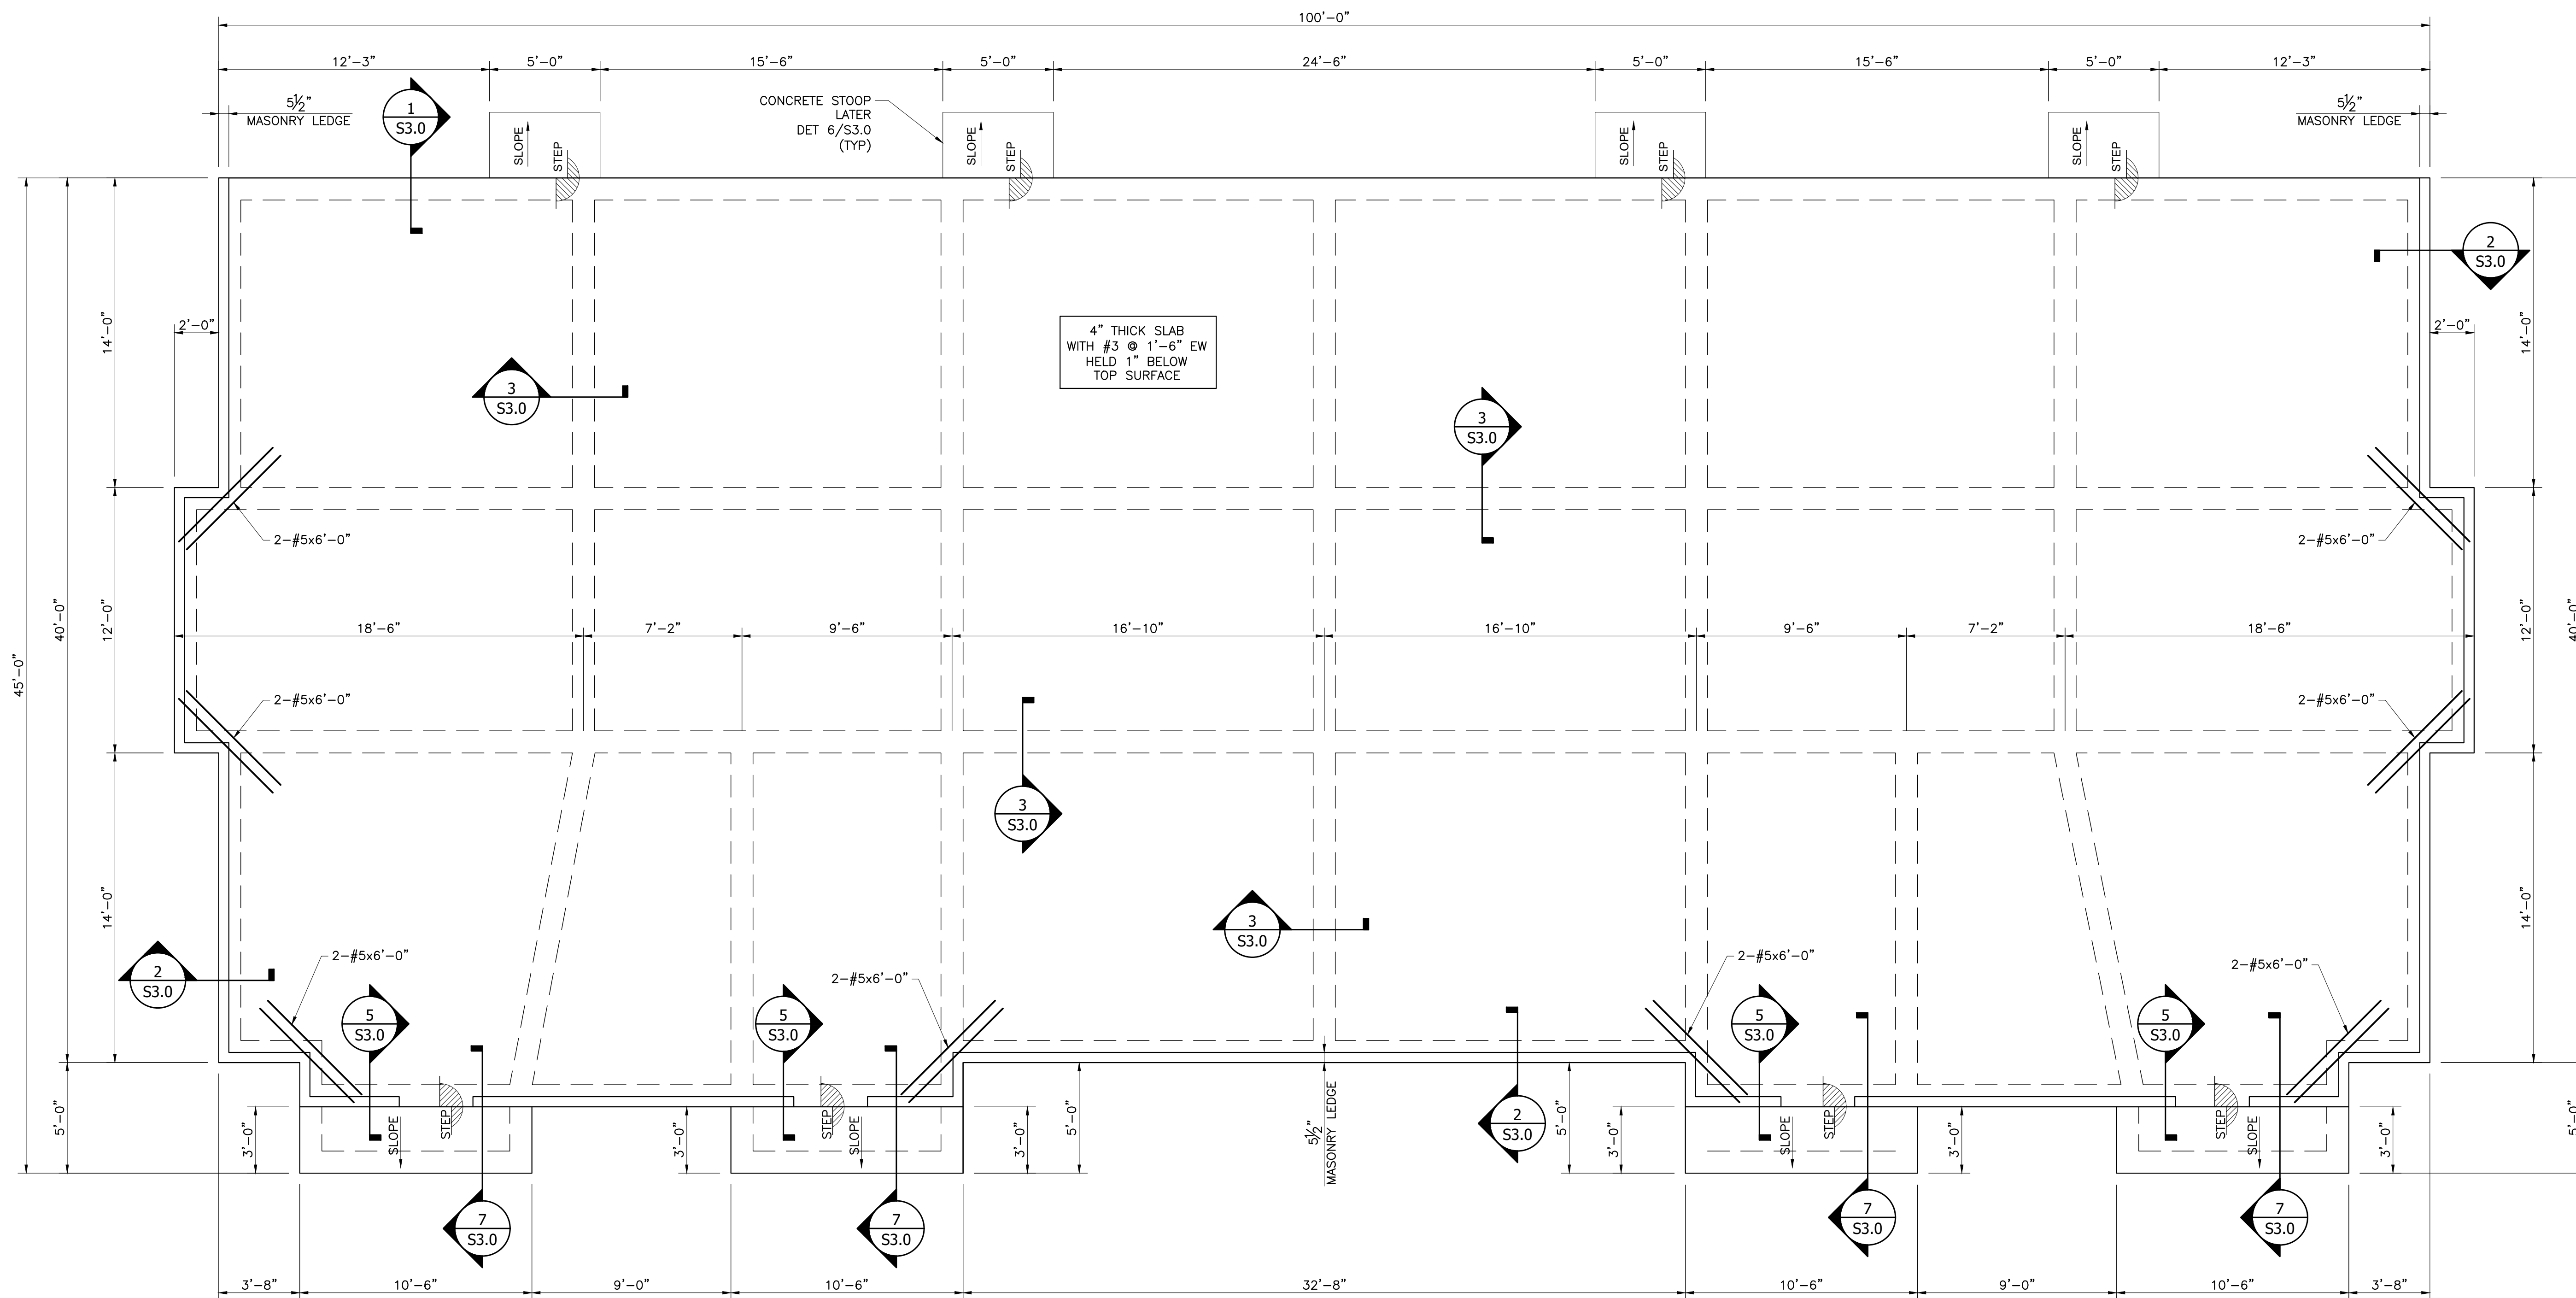 100'-0"
12'-3"
5'-0"
15'-6"
5'-0"
24'-6"
5'-0"
15'-6"
5'-0"
12'-3"
5½"
MASONRY LEDGE
1
S3.0
CONCRETE STOOP
LATER
DET 6/S3.0
(TYP)
5½"
MASONRY LEDGE
SLOPE
STEP
SLOPE
STEP
SLOPE
STEP
SLOPE
STEP
2
S3.0
14'-0"
2'-0"
4" THICK SLAB
WITH #3 @ 1'-6" EW
HELD 1" BELOW
TOP SURFACE
2'-0"
14'-0"
3
S3.0
3
S3.0
2-#5x6'-0"
2-#5x6'-0"
45'-0"
40'-0"
12'-0"
18'-6"
7'-2"
9'-6"
16'-10"
16'-10"
9'-6"
7'-2"
18'-6"
12'-0"
40'-0"
2-#5x6'-0"
2-#5x6'-0"
3
S3.0
14'-0"
3
S3.0
14'-0"
2
S3.0
2-#5x6'-0"
2-#5x6'-0"
2-#5x6'-0"
2-#5x6'-0"
5
S3.0
5
S3.0
5
S3.0
5
S3.0
5'-0"
3'-0"
SLOPE
STEP
3'-0"
STEP
SLOPE
3'-0"
5'-0"
5½"
MASONRY LEDGE
2
S3.0
5'-0"
3'-0"
SLOPE
STEP
3'-0"
STEP
SLOPE
3'-0"
5'-0"
7
S3.0
7
S3.0
7
S3.0
7
S3.0
3'-8"
10'-6"
9'-0"
10'-6"
32'-8"
10'-6"
9'-0"
10'-6"
3'-8"